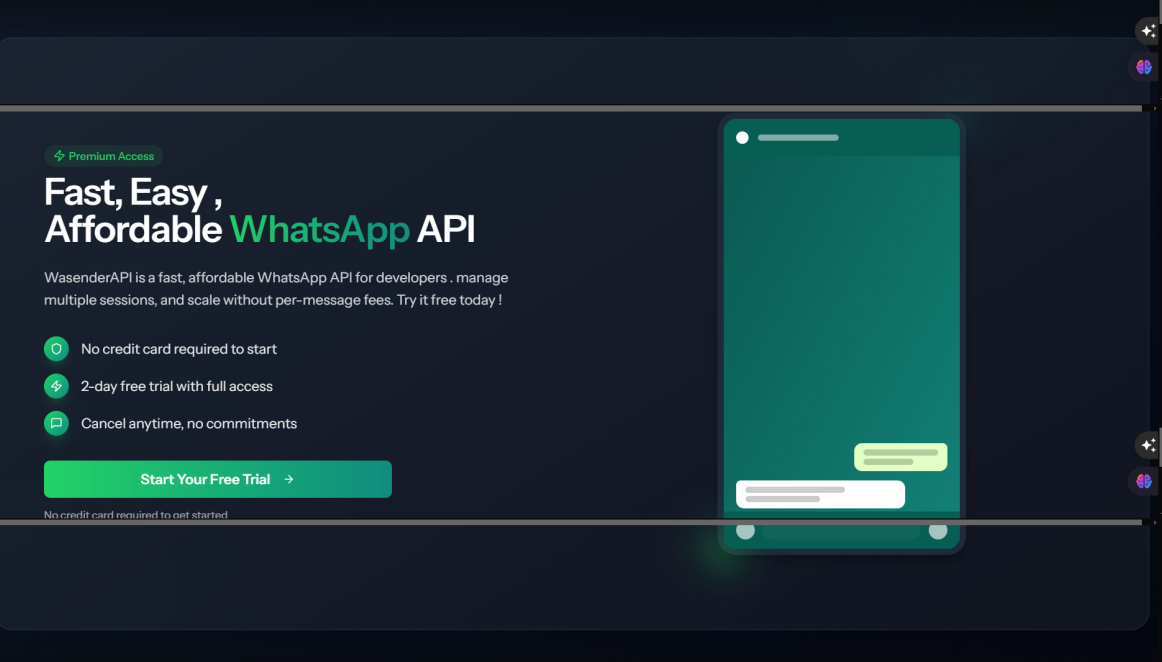 Premium Access
Fast, Easy ,
Affordable WhatsApp API
WasenderAPI is a fast, affordable WhatsApp API for developers . manage
multiple sessions, and scale without per-message fees. Try it free today !
No credit card required to start
2-day free trial with full access
Cancel anytime, no commitments
Start Your Free Trial →
No credit card required to get started